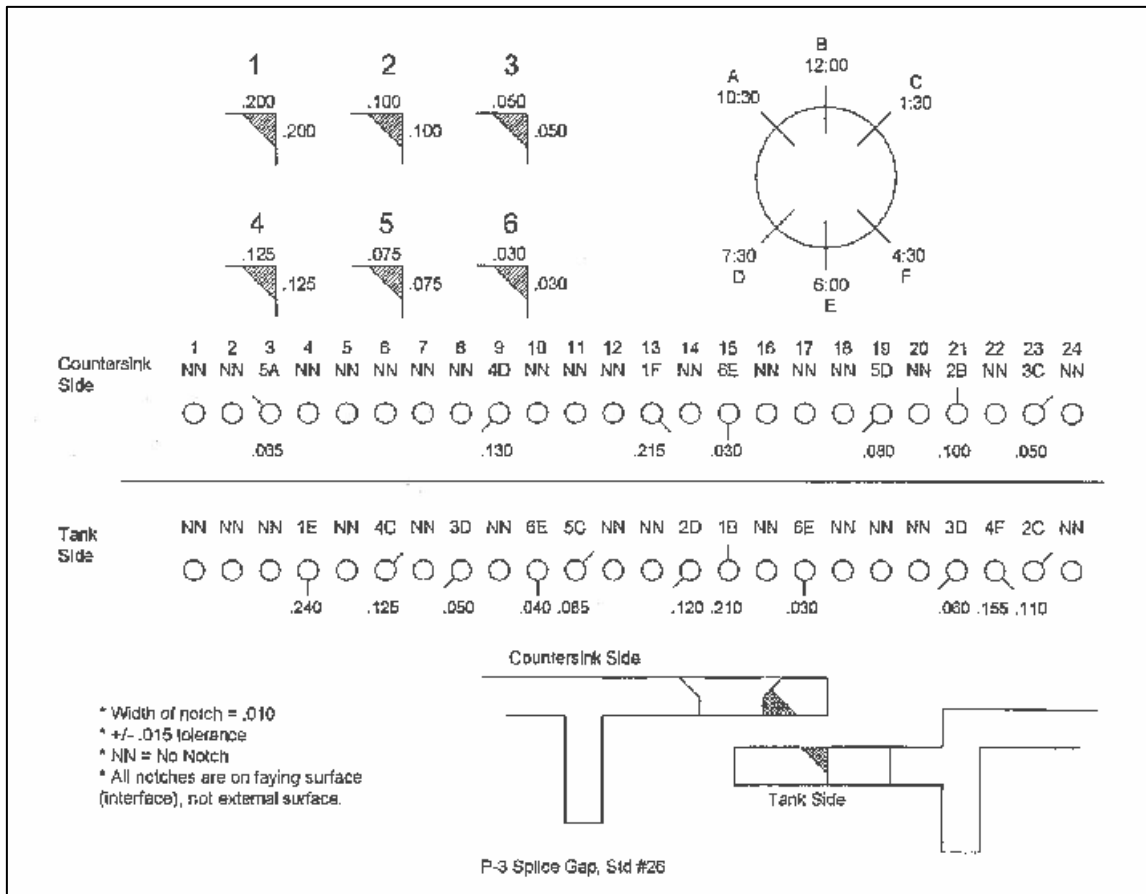 1 2 3
.200 .100 .050
.200 .100 .050
4 5 6
.125 .075 .030
.125 .075 .030
B
12:00
A C
10:30 1:30
7:30 4:30
D F
6:00
E
1 2 3 4 5 6 7 8 9 10 11 12 13 14 15 16 17 18 19 20 21 22 23 24
Countersink Side
NN NN 5A NN NN NN NN NN 4D NN NN NN 1F NN 6E NN NN NN 5D NN 2B NN 3C NN
.130 .215 .030 .080 .100 .050
Tank Side
NN NN NN 1E NN 4C NN 3D NN 6E 5C NN NN 2D 1B NN 6E NN NN NN 3D 4F 2C NN
.240 .125 .050 .040 .120 .210 .030 .060 .155 .110
Countersink Side
* Width of notch = .010
* +/- .015 tolerance
* NN = No Notch
* All notches are on faying surface
(interface), not external surface.
Tank Side
P-3 Splice Gap, Std #26